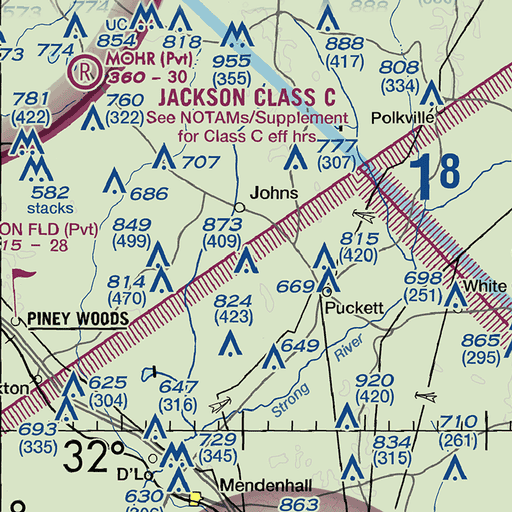 UC
854
818
774
73
955
(355)
888
(417)
808
(334)
MOHR (Pvt)
360 - 30
R
781
(422)
760
(322)
JACKSON CLASS C
See NOTAMs/Supplement
for Class C eff hrs
Polkville
777
(307)
18
707
582
stacks
686
Johns
ON FLD (Pvt)
15 - 28
849
(499)
873
(409)
815
(420)
814
(470)
669
698
(251)
White
824
(423)
Puckett
PINEY WOODS
865
(295)
649
River
Strong
kton
625
(304)
647
(316)
920
(420)
693
(335)
32°
729
(345)
834
(315)
710
(261)
D'Lo
630
Mendenhall
863